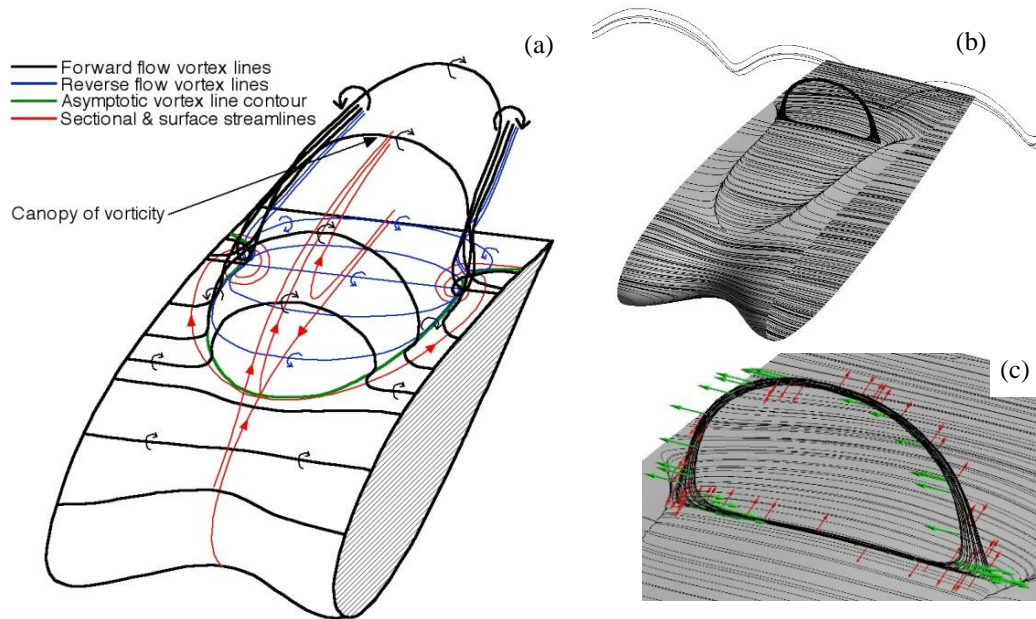 (a)
Forward flow vortex lines
Reverse flow vortex lines
Asymptotic vortex line contour
Sectional & surface streamlines
Canopy of vorticity
(b)
(c)